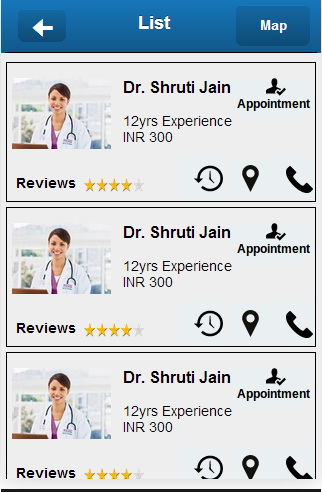 List
Map
Dr. Shruti Jain
Appointment
12yrs Experience
INR 300
Reviews
Dr. Shruti Jain
Appointment
12yrs Experience
INR 300
Reviews
Dr. Shruti Jain
Appointment
12yrs Experience
INR 300
Reviews